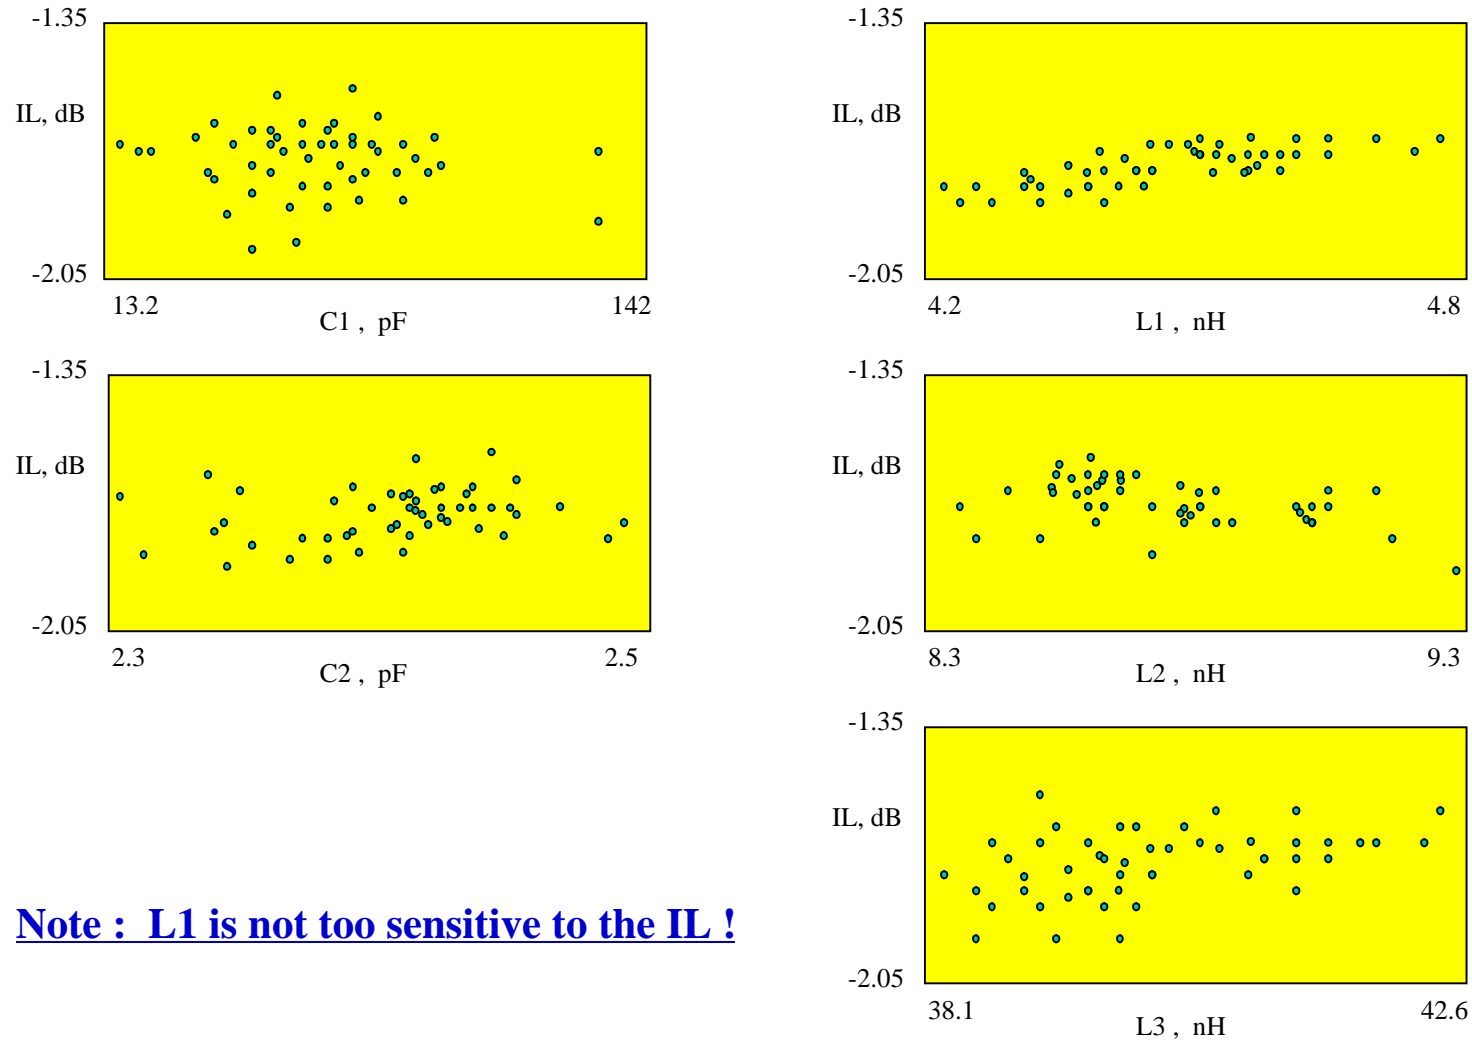 -1.35
IL, dB
-2.05
13.2 142
C1 , pF
-1.35
IL, dB
-2.05
4.2 4.8
L1 , nH
-1.35
IL, dB
-2.05
2.3 2.5
C2 , pF
-1.35
IL, dB
-2.05
8.3 9.3
L2 , nH
-1.35
IL, dB
-2.05
38.1 42.6
L3 , nH
Note : L1 is not too sensitive to the IL !